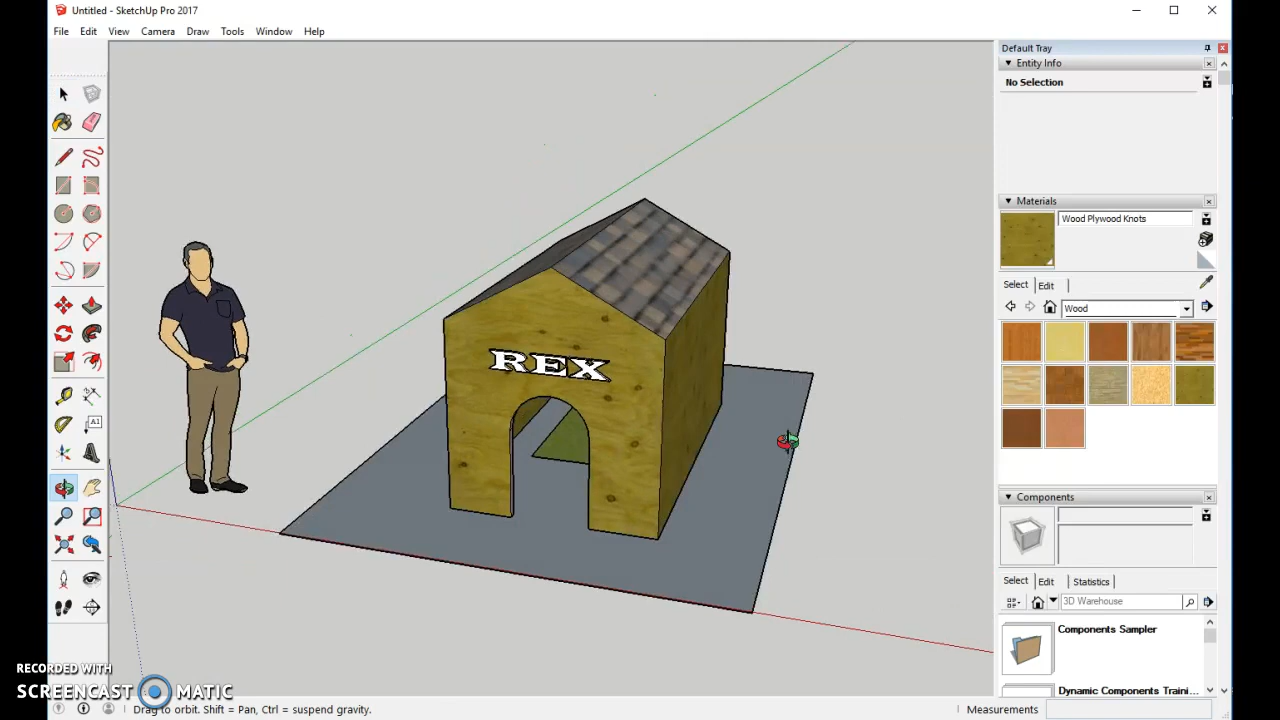 Untitled - SketchUp Pro 2017
File Edit View Camera Draw Tools Window Help
Default Tray
Entity Info
No Selection
Materials
Wood Plywood Knots
Select Edit
Wood
Components
Select Edit Statistics
3D Warehouse
Components Sampler
Dynamic Components Traini...
A1
REX
RECORDED WITH
SCREENCAST MATIC
Drag to orbit. Shift = Pan, Ctrl = suspend gravity.
Measurements